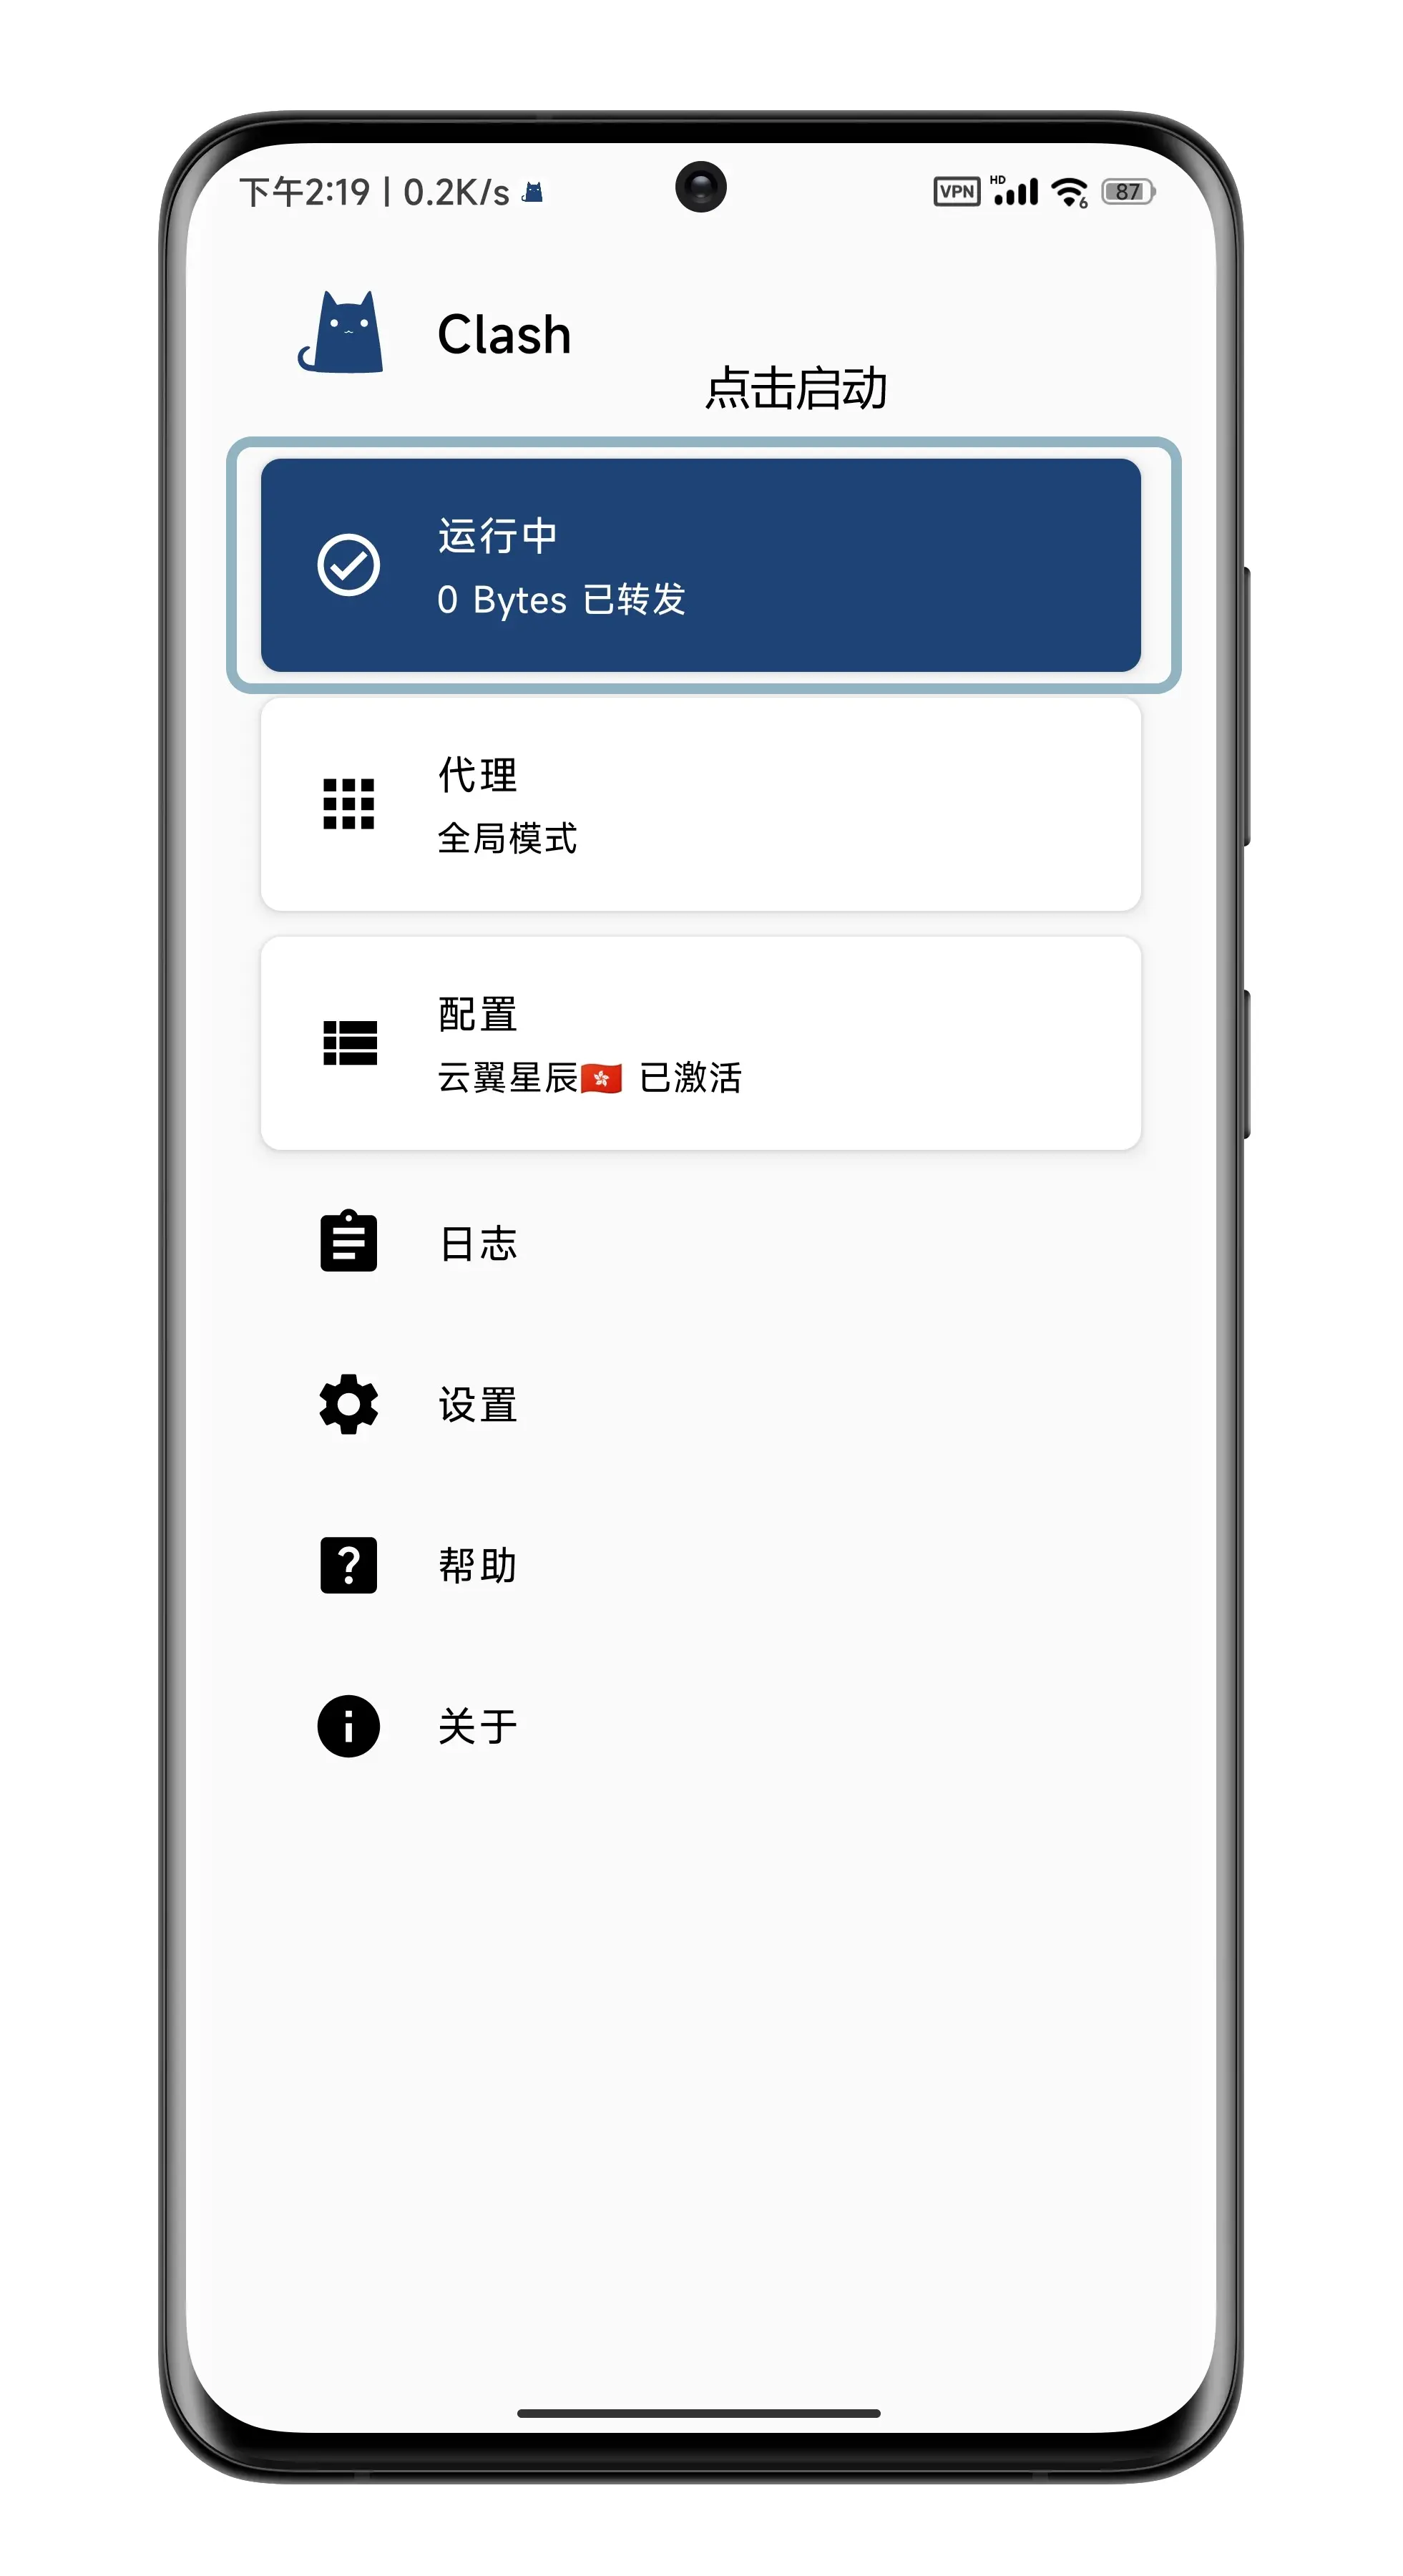 下午2:19 | 0.2K/s
VPN HD 6 87
Clash
点击启动
运行中
0 Bytes 已转发
代理
全局模式
配置
云翼星辰🇭🇰 已激活
日志
设置
帮助
关于